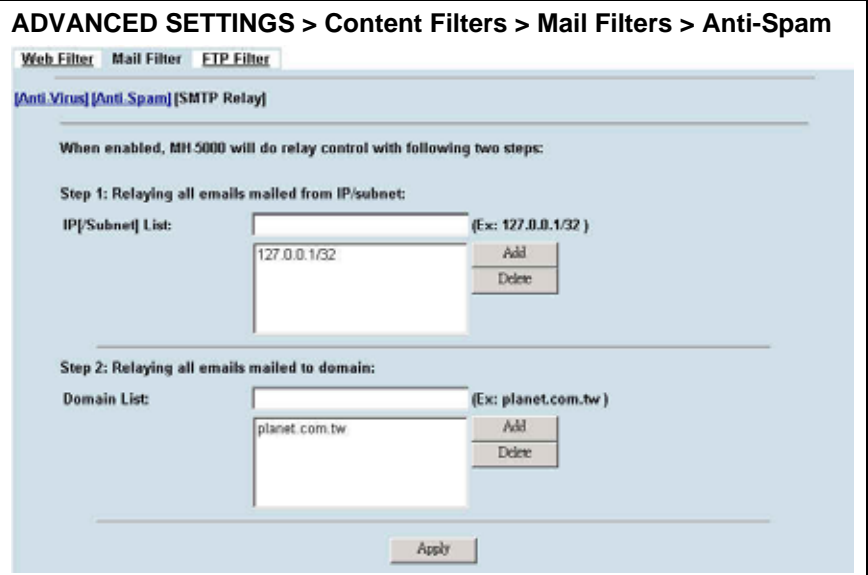 ADVANCED SETTINGS > Content Filters > Mail Filters > Anti-Spam
Web Filter Mail Filter FTP Filter
[Anti Virus] [Anti Spam] [SMTP Relay]
When enabled, MH-5000 will do relay control with following two steps:
Step 1: Relaying all emails mailed from IP/subnet:
IP[/Subnet] List: (Ex: 127.0.0.1/32 )
127.0.0.1/32 Add
Delete
Step 2: Relaying all emails mailed to domain:
Domain List: (Ex: planet.com.tw )
planet.com.tw Add
Delete
Apply